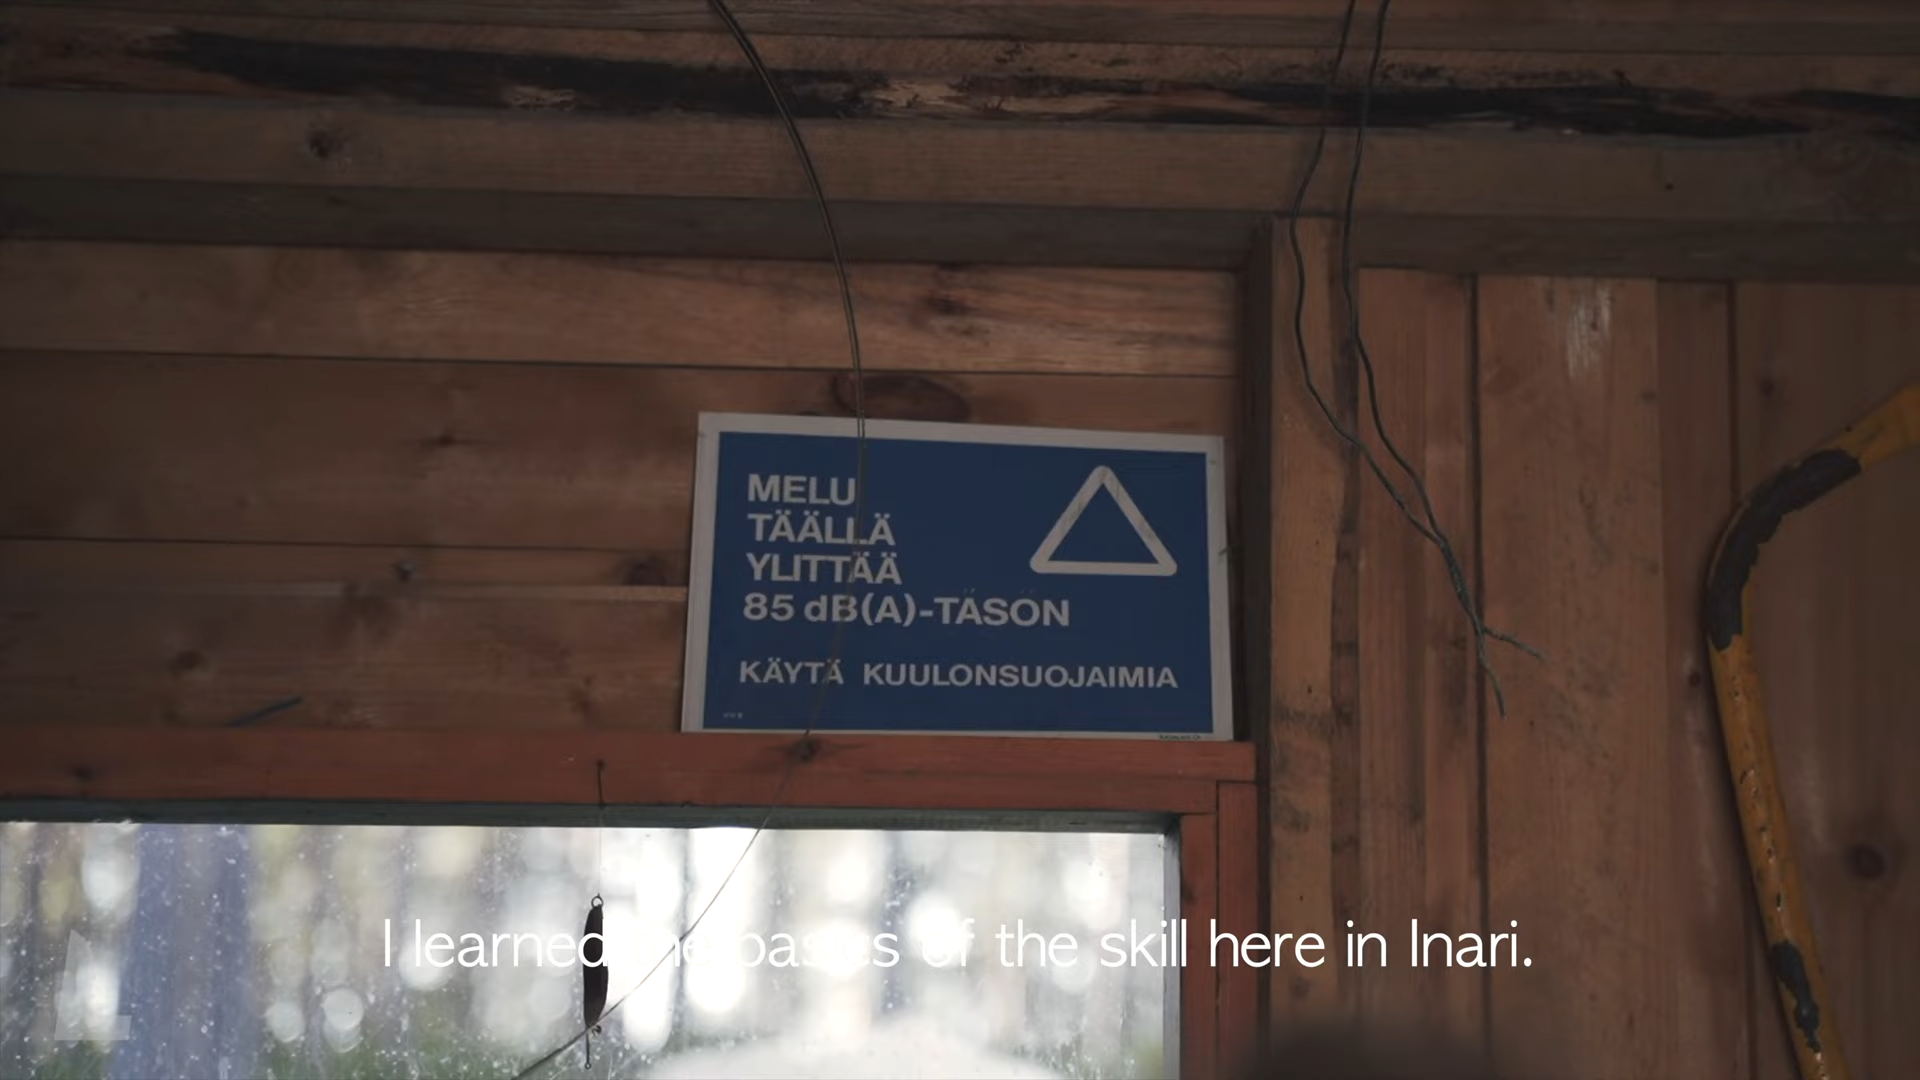 MELU
TÄÄLLÄ
YLITTÄÄ
85 dB(A)-TASON
KÄYTÄ KUULONSUOJAIMIA
I learned the basics of the skill here in Inari.